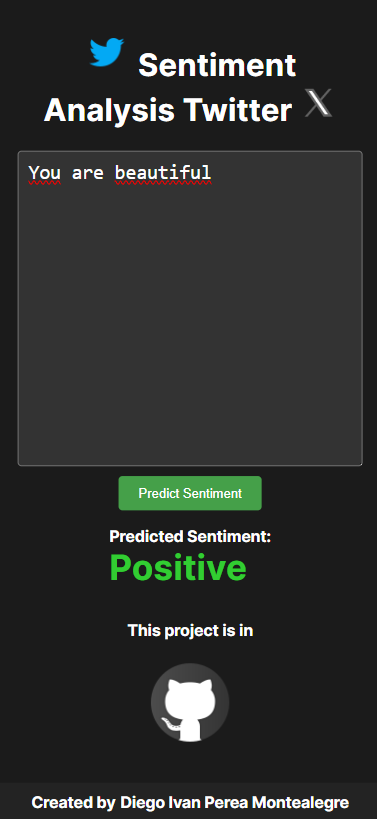 Sentiment
Analysis Twitter
You are beautiful
Predict Sentiment
Predicted Sentiment:
Positive
This project is in
Created by Diego Ivan Perea Montealegre